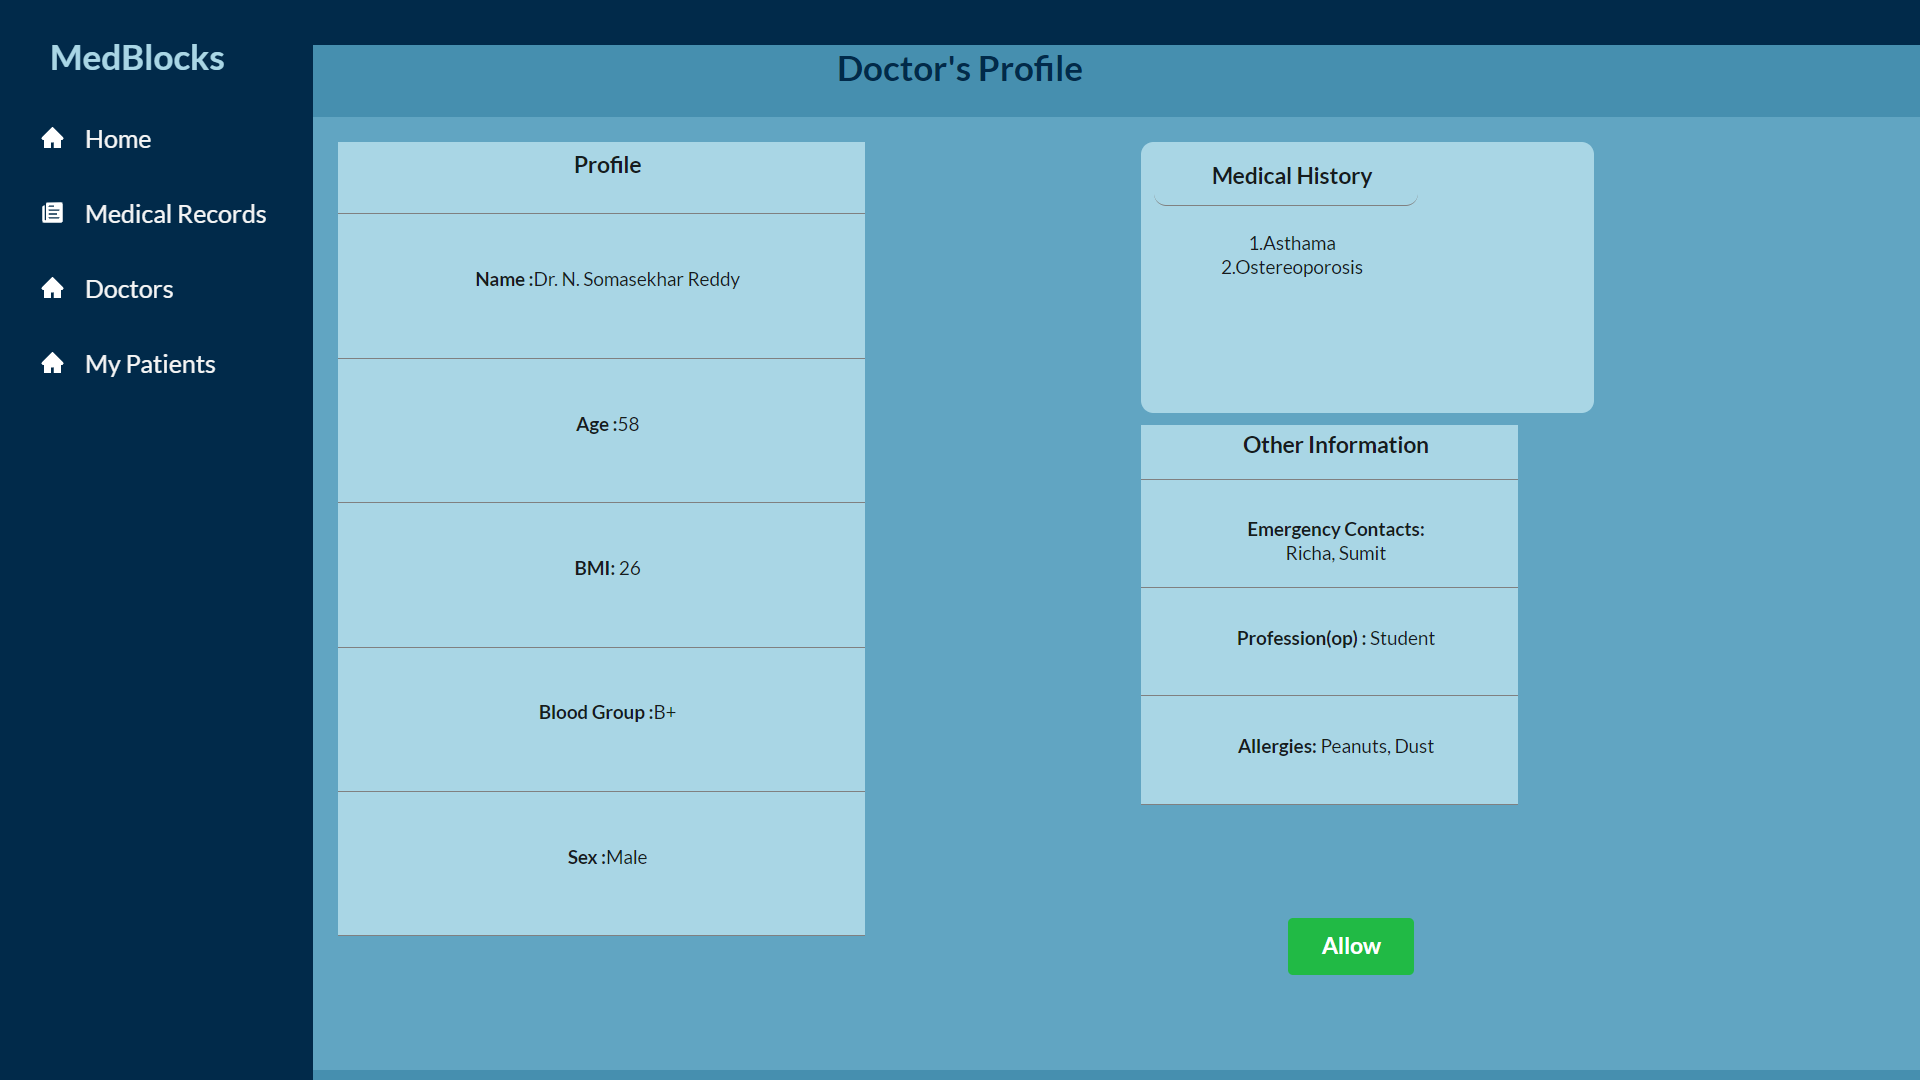 MedBlocks
Home
Medical Records
Doctors
My Patients
Doctor's Profile
Profile
Name :Dr. N. Somasekhar Reddy
Age :58
BMI: 26
Blood Group :B+
Sex :Male
Medical History
1.Asthama
2.Ostereoporosis
Other Information
Emergency Contacts:
Richa, Sumit
Profession(op) : Student
Allergies: Peanuts, Dust
Allow